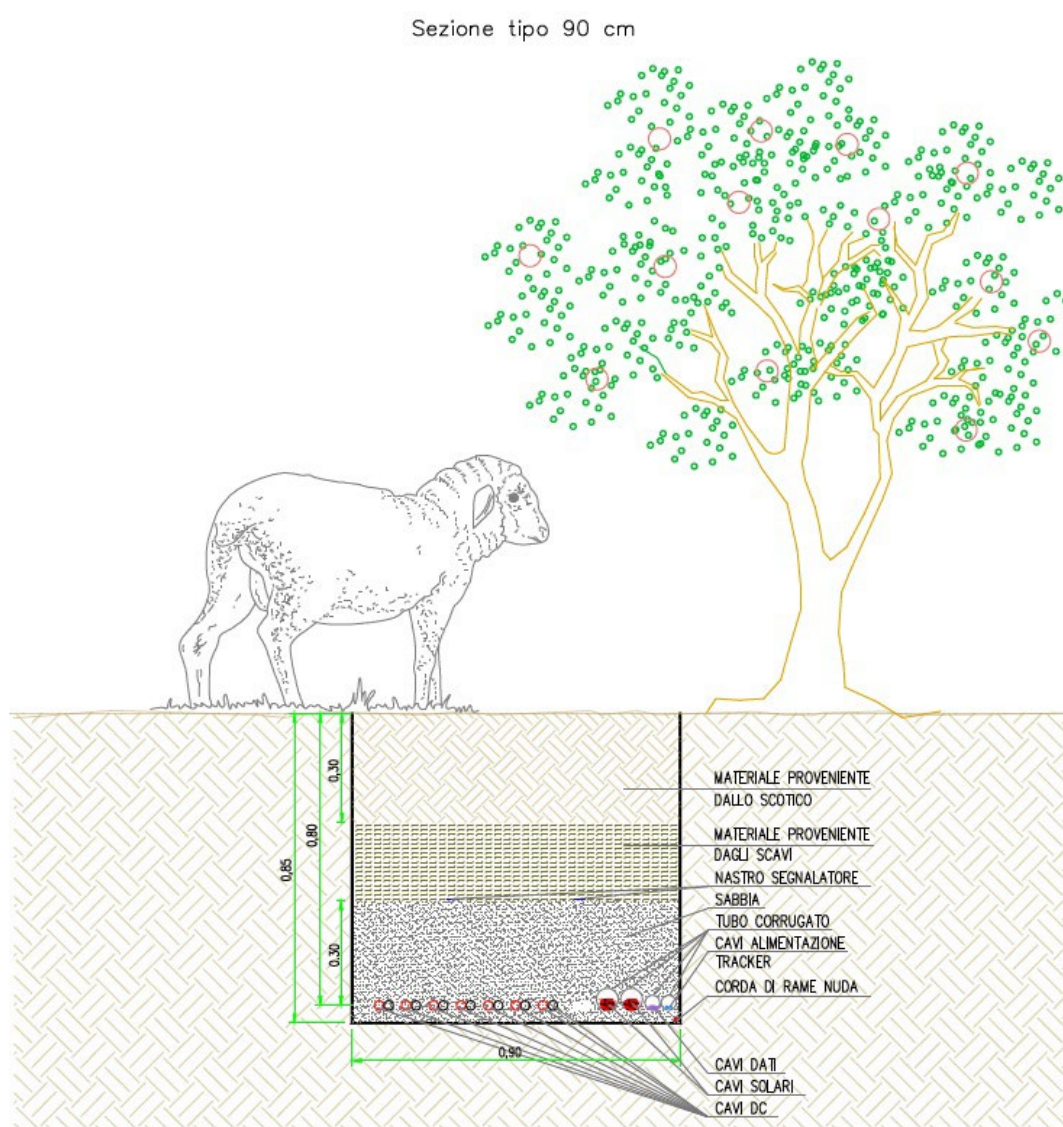 Sezione tipo 90 cm
0,30
0,80
0,85
0,30
0,90
MATERIALE PROVENIENTE
DALLO SCOTICO
MATERIALE PROVENIENTE
DAGLI SCAVI
NASTRO SEGNALATORE
SABBIA
TUBO CORRUGATO
CAVI ALIMENTAZIONE
TRACKER
CORDA DI RAME NUDA
CAVI DATI
CAVI SOLARI
CAVI DC